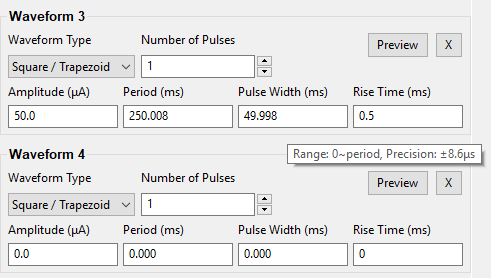 Waveform 3
Waveform Type Number of Pulses
Square / Trapezoid 1 Preview X
Amplitude (µA) Period (ms) Pulse Width (ms) Rise Time (ms)
50.0 250.008 49.998 0.5
Range: 0~period, Precision: ±8.6µs
Waveform 4
Waveform Type Number of Pulses
Square / Trapezoid 1 Preview X
Amplitude (µA) Period (ms) Pulse Width (ms) Rise Time (ms)
0.0 0.000 0.000 0